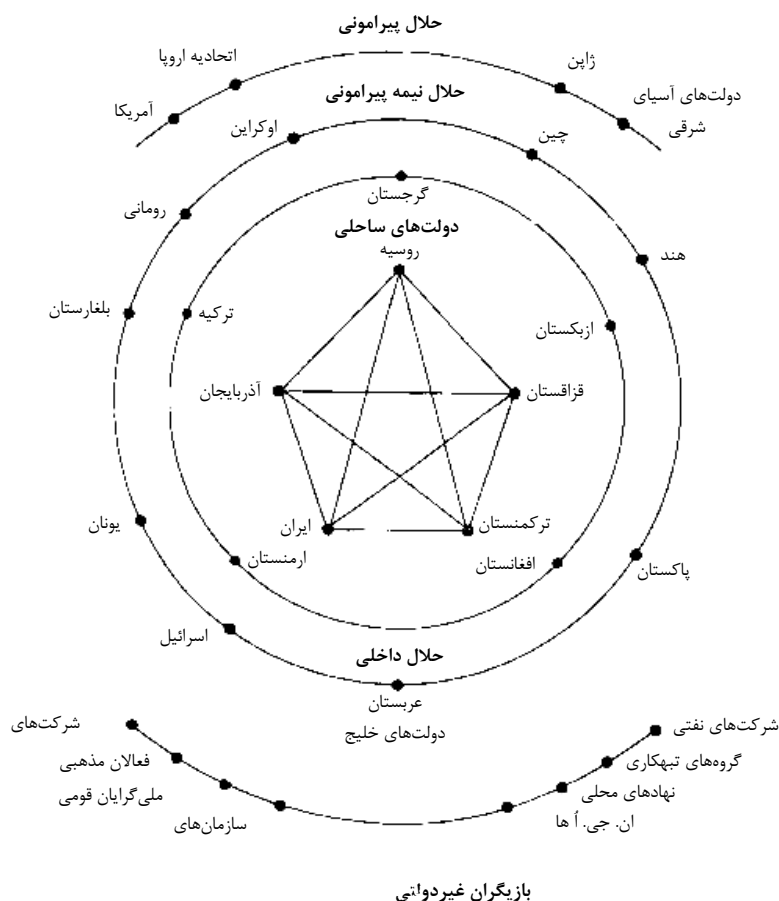 حلال پیرامونی
ژاپن
اتحادیه اروپا
دولت‌های آسیای
شرقی
آمریکا
حلال نیمه پیرامونی
چین
اوکراین
گرجستان
رومانی
دولت‌های ساحلی
روسیه
هند
ازبکستان
ترکیه
بلغارستان
قزاقستان
آذربایجان
ترکمنستان
ایران
یونان
پاکستان
افغانستان
ارمنستان
اسرائیل
حلال داخلی
عربستان
دولت‌های خلیج
شرکت‌های نفتی
شرکت‌های
گروه‌های تبهکاری
فعالان مذهبی
نهادهای محلی
ملی‌گرایان قومی
ان. جی. اُ ها
سازمان‌های
بازیگران غیردولتی